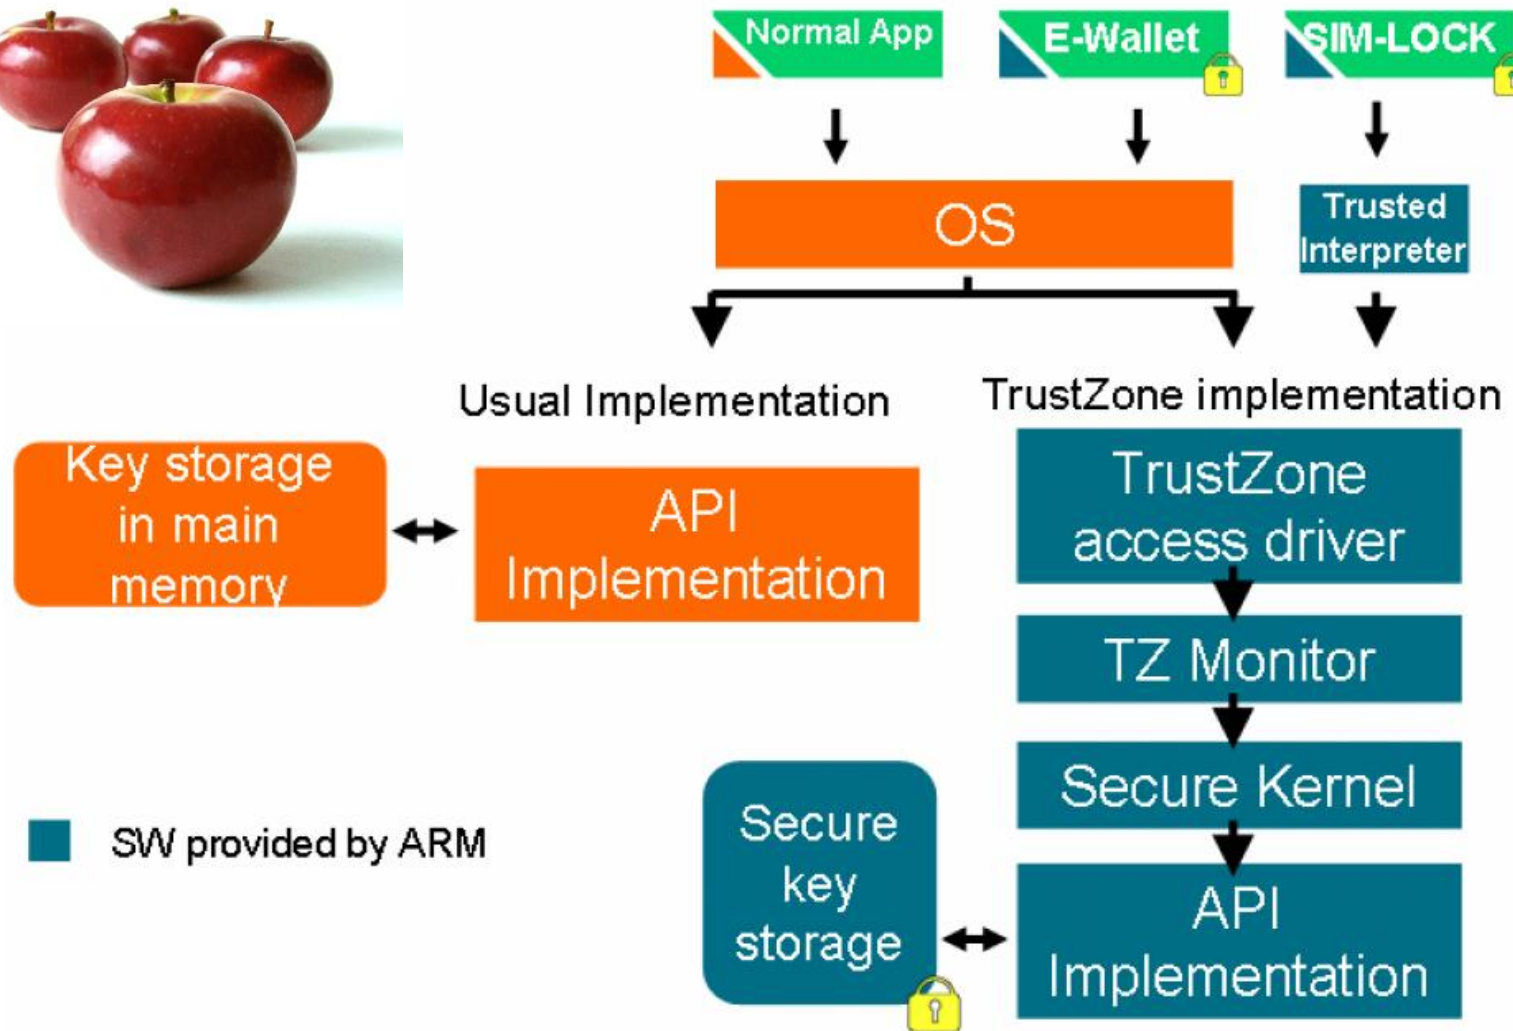 Normal App
E-Wallet
SIM-LOCK
OS
Trusted
Interpreter
Usual Implementation
TrustZone implementation
Key storage
in main
memory
API
Implementation
TrustZone
access driver
TZ Monitor
Secure Kernel
Secure
key
storage
API
Implementation
SW provided by ARM